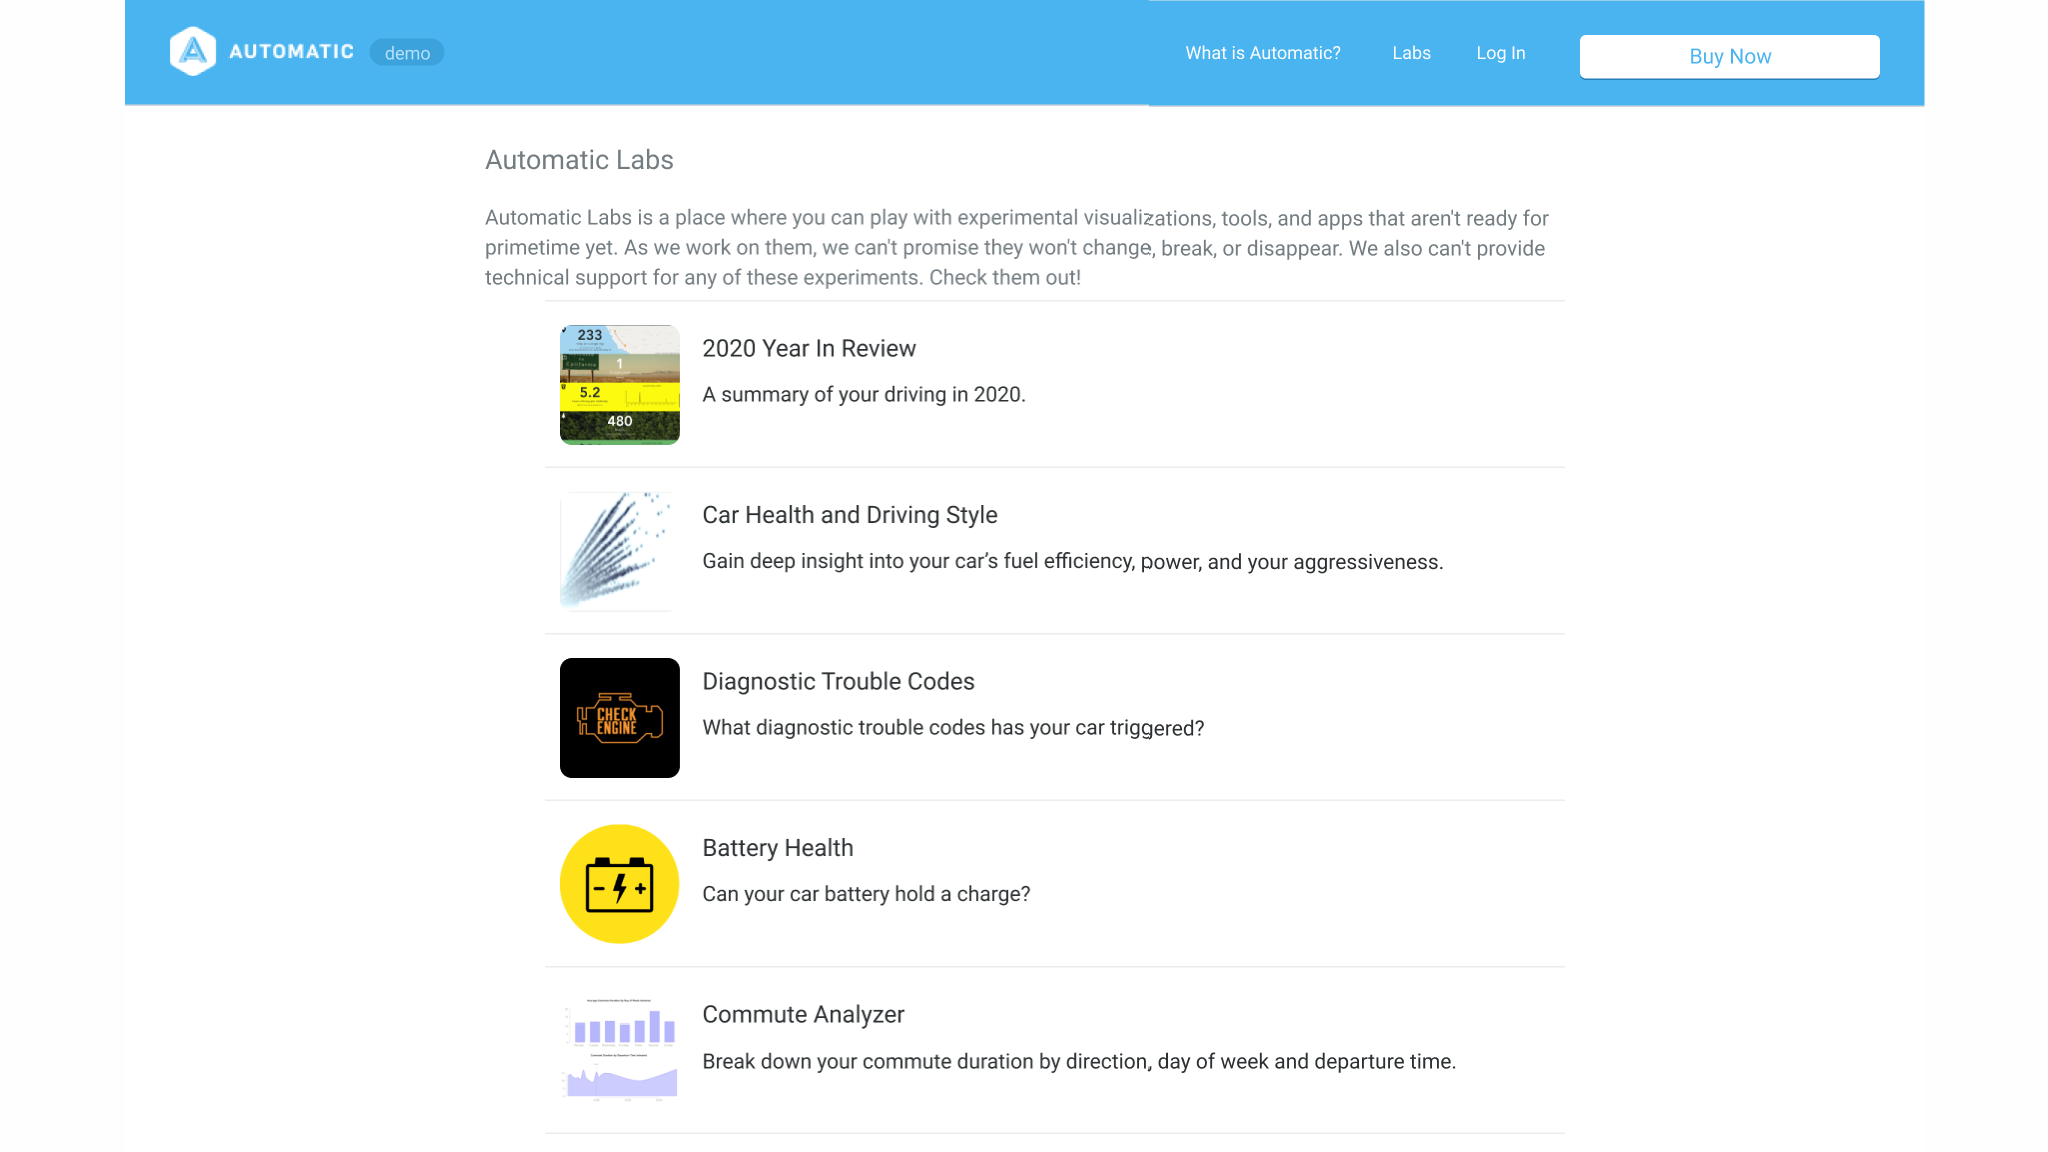 AUTOMATIC demo What is Automatic? Labs Log In Buy Now
Automatic Labs
Automatic Labs is a place where you can play with experimental visualizations, tools, and apps that aren't ready for
primetime yet. As we work on them, we can't promise they won't change, break, or disappear. We also can't provide
technical support for any of these experiments. Check them out!
233
1
5.2
480
2020 Year In Review
A summary of your driving in 2020.
Car Health and Driving Style
Gain deep insight into your car’s fuel efficiency, power, and your aggressiveness.
CHECK
ENGINE
Diagnostic Trouble Codes
What diagnostic trouble codes has your car triggered?
Battery Health
Can your car battery hold a charge?
Commute Analyzer
Break down your commute duration by direction, day of week and departure time.